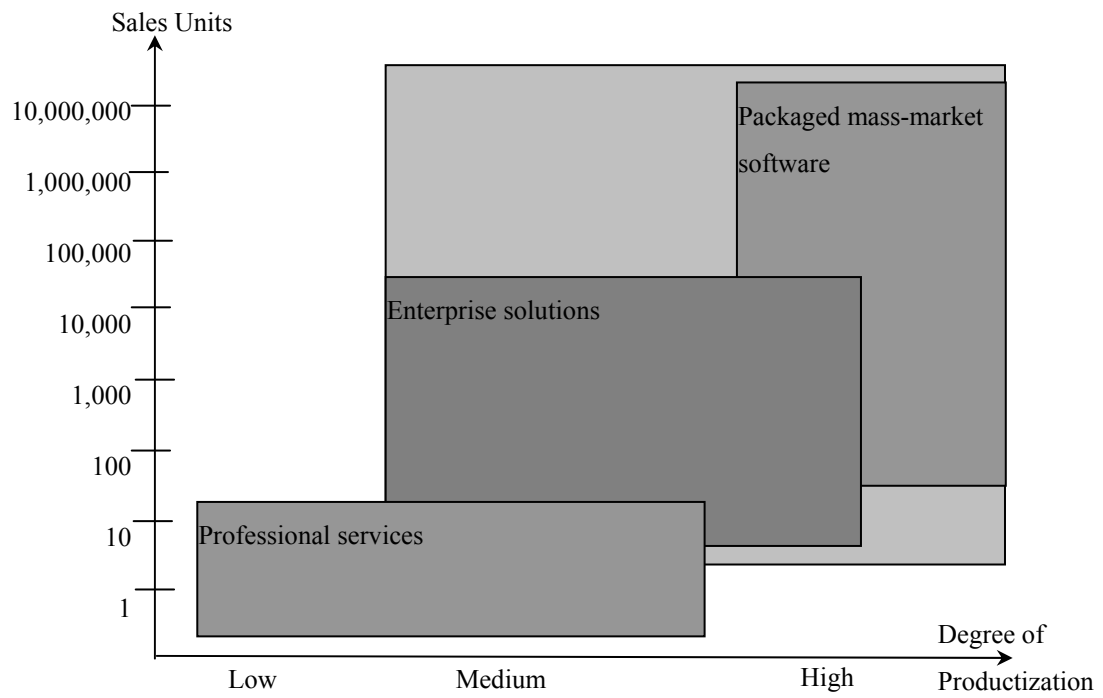 Sales Units
10,000,000
Packaged mass-market
software
1,000,000
100,000
10,000
Enterprise solutions
1,000
100
10
Professional services
1
Degree of
Productization
Low
Medium
High